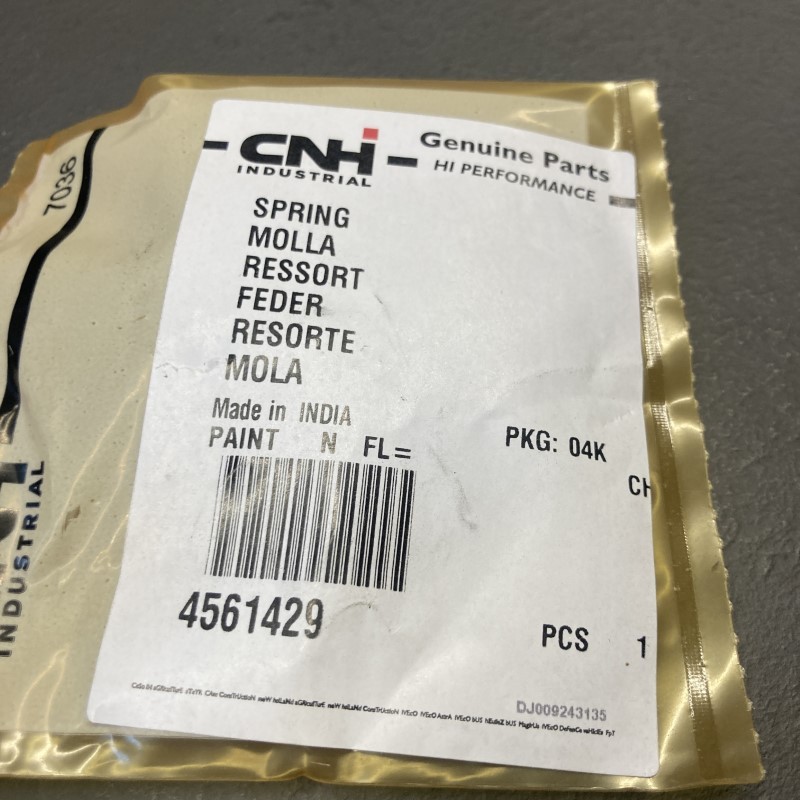 7036
CNH
INDUSTRIAL
Genuine Parts
HI PERFORMANCE
SPRING
MOLLA
RESSORT
FEDER
RESORTE
MOLA
Made in INDIA
PAINT N FL=
PKG: 04K
CH
4561429
PCS 1
DJ009243135
INDUSTRIAL